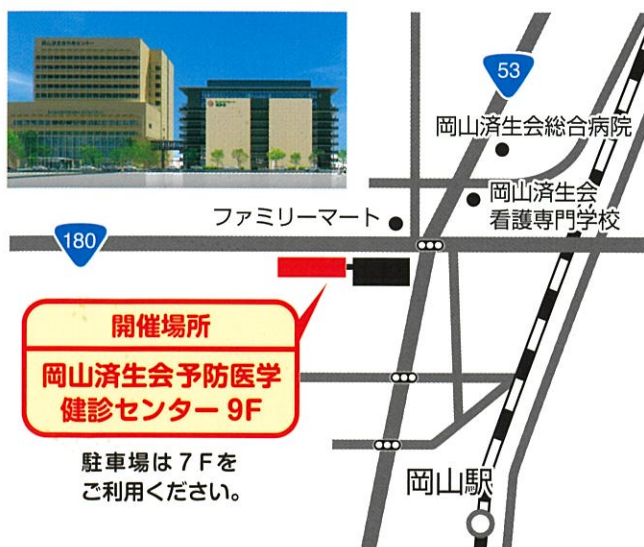 53
岡山済生会総合病院
岡山済生会
看護専門学校
ファミリーマート
180
開催場所
岡山済生会予防医学
健診センター 9F
駐車場は7Fを
ご利用ください。
岡山駅